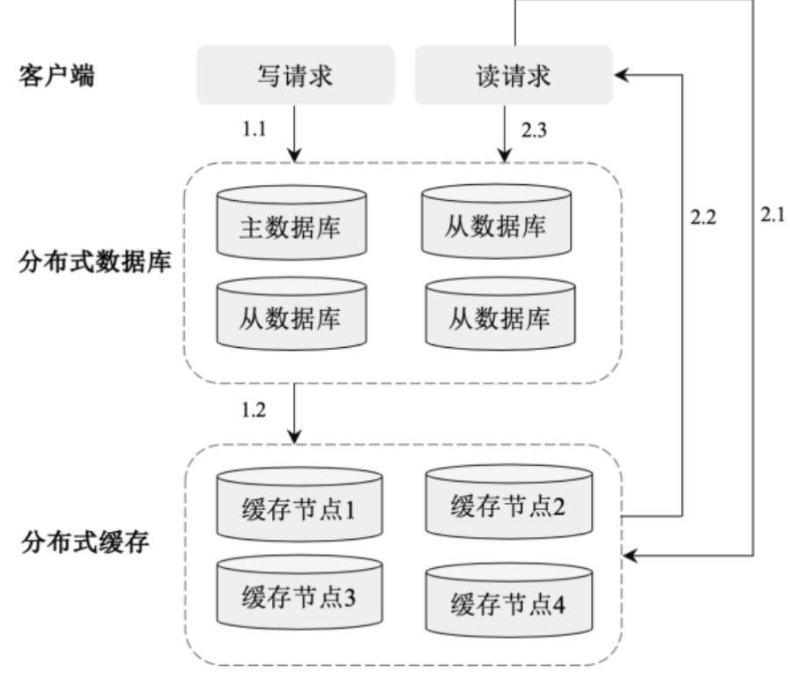 客户端
写请求
读请求
1.1
2.3
2.2
2.1
分布式数据库
主数据库
从数据库
从数据库
从数据库
1.2
分布式缓存
缓存节点1
缓存节点2
缓存节点3
缓存节点4